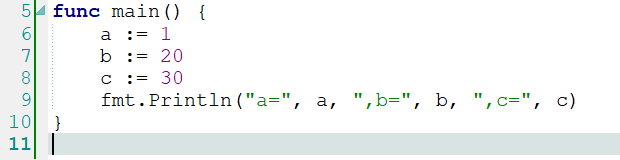 5 func main() {
6     a := 1
7     b := 20
8     c := 30
9     fmt.Println("a=", a, ",b=", b, ",c=", c)
10 }
11